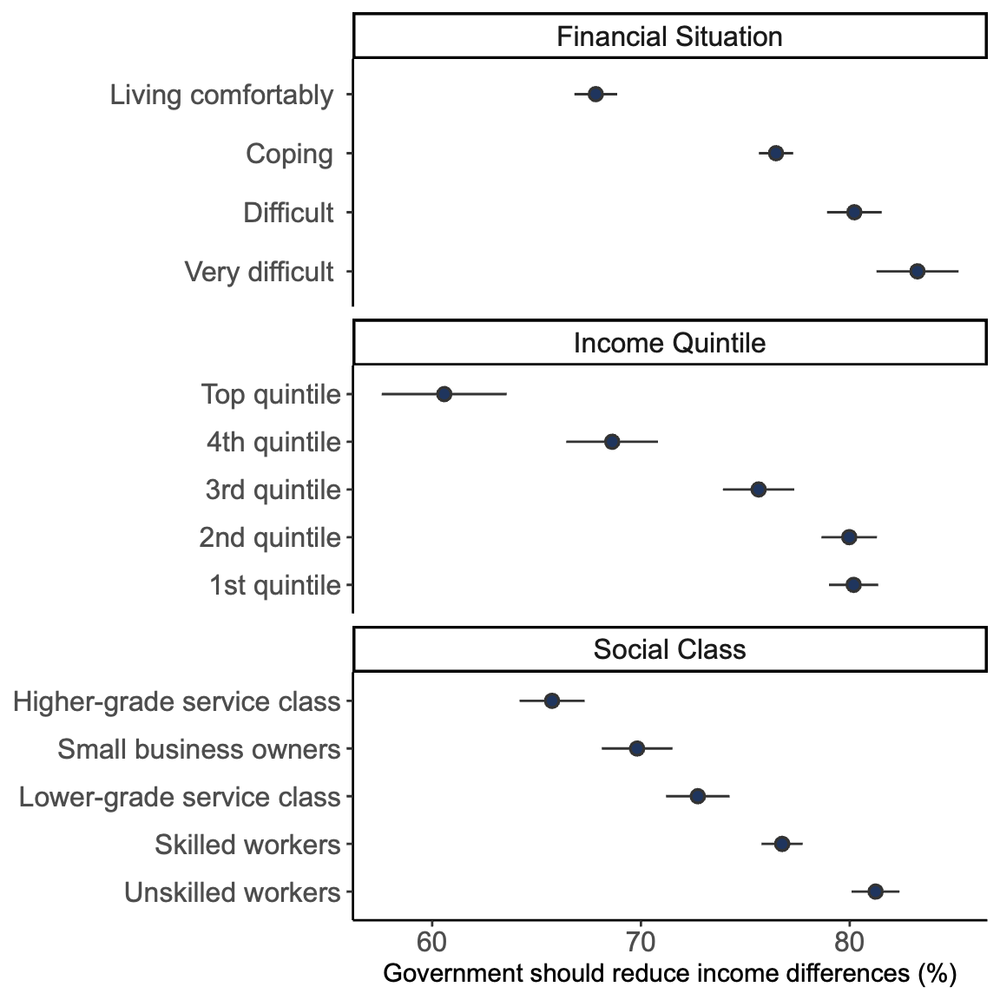 Financial Situation
Living comfortably
Coping
Difficult
Very difficult
Income Quintile
Top quintile
4th quintile
3rd quintile
2nd quintile
1st quintile
Social Class
Higher-grade service class
Small business owners
Lower-grade service class
Skilled workers
Unskilled workers
60 70 80
Government should reduce income differences (%)